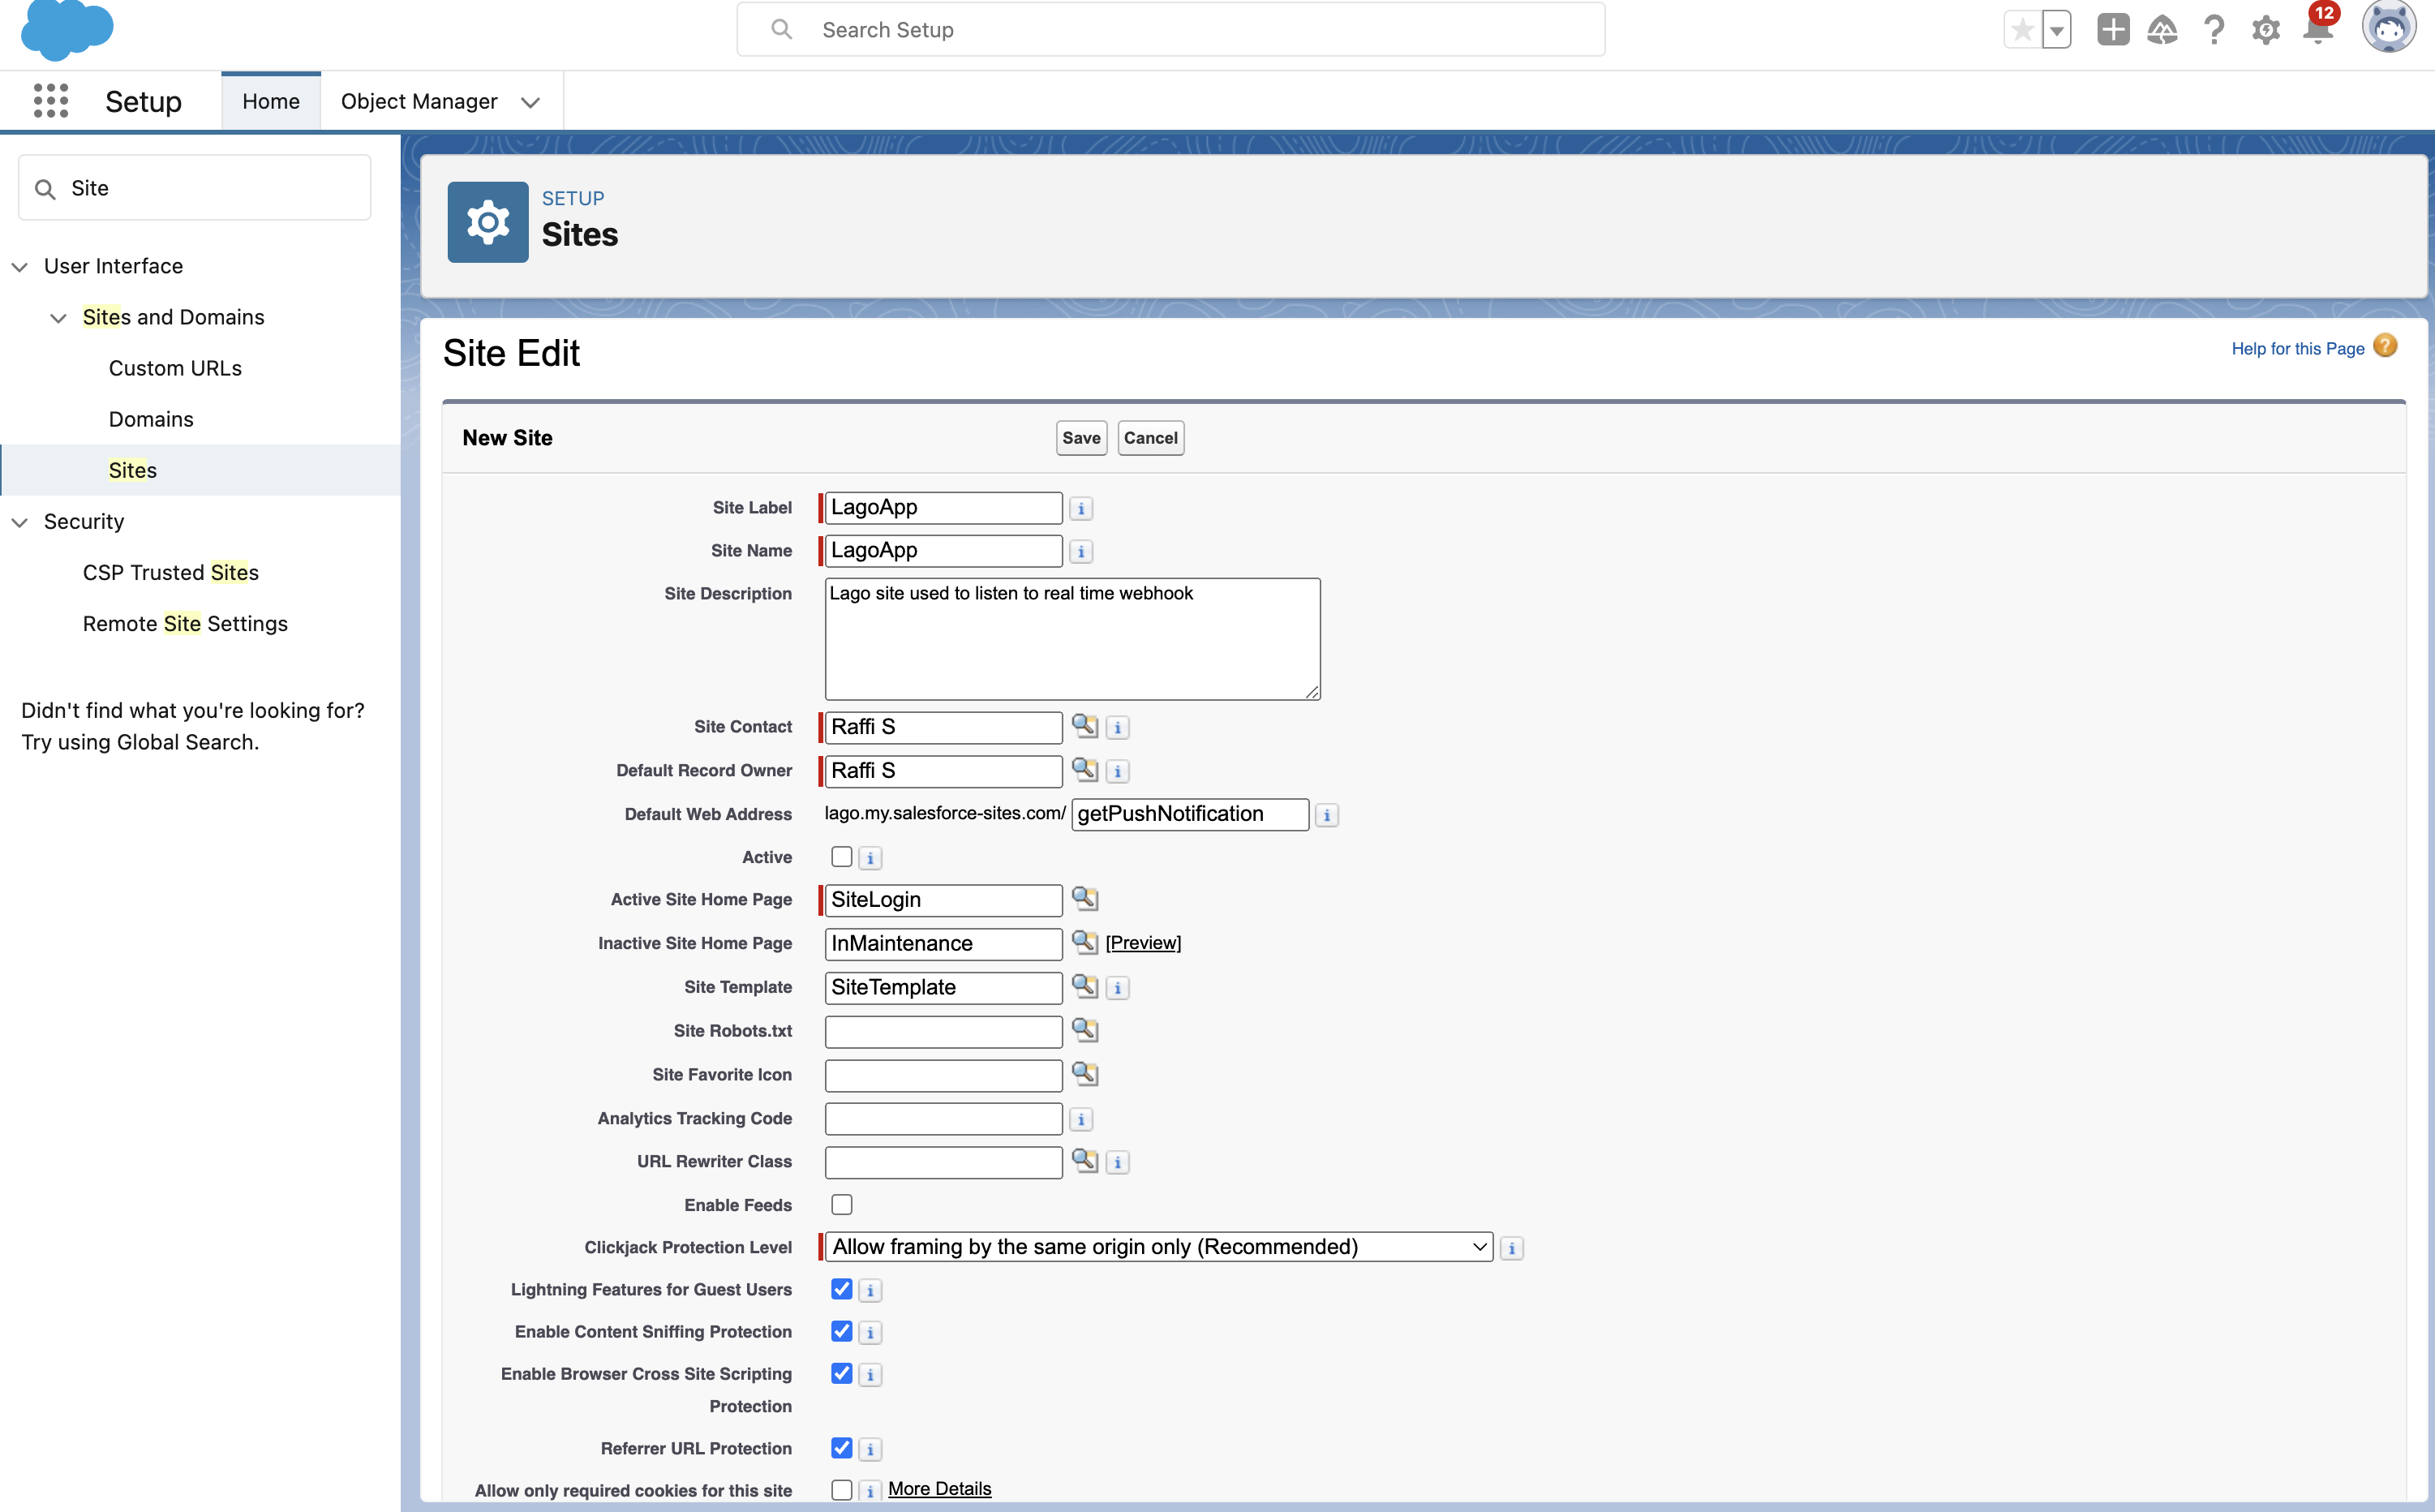 Search Setup
12
Setup
Home
Object Manager
Site
User Interface
Sites and Domains
Custom URLs
Domains
Sites
Security
CSP Trusted Sites
Remote Site Settings
Didn't find what you're looking for?
Try using Global Search.
SETUP
Sites
Site Edit
Help for this Page
New Site
Save Cancel
Site Label LagoApp
Site Name LagoApp
Site Description Lago site used to listen to real time webhook
Site Contact Raffi S
Default Record Owner Raffi S
Default Web Address lago.my.salesforce-sites.com/ getPushNotification
Active
Active Site Home Page SiteLogin
Inactive Site Home Page InMaintenance [Preview]
Site Template SiteTemplate
Site Robots.txt
Site Favorite Icon
Analytics Tracking Code
URL Rewriter Class
Enable Feeds
Clickjack Protection Level Allow framing by the same origin only (Recommended)
Lightning Features for Guest Users
Enable Content Sniffing Protection
Enable Browser Cross Site Scripting
Protection
Referrer URL Protection
Allow only required cookies for this site More Details